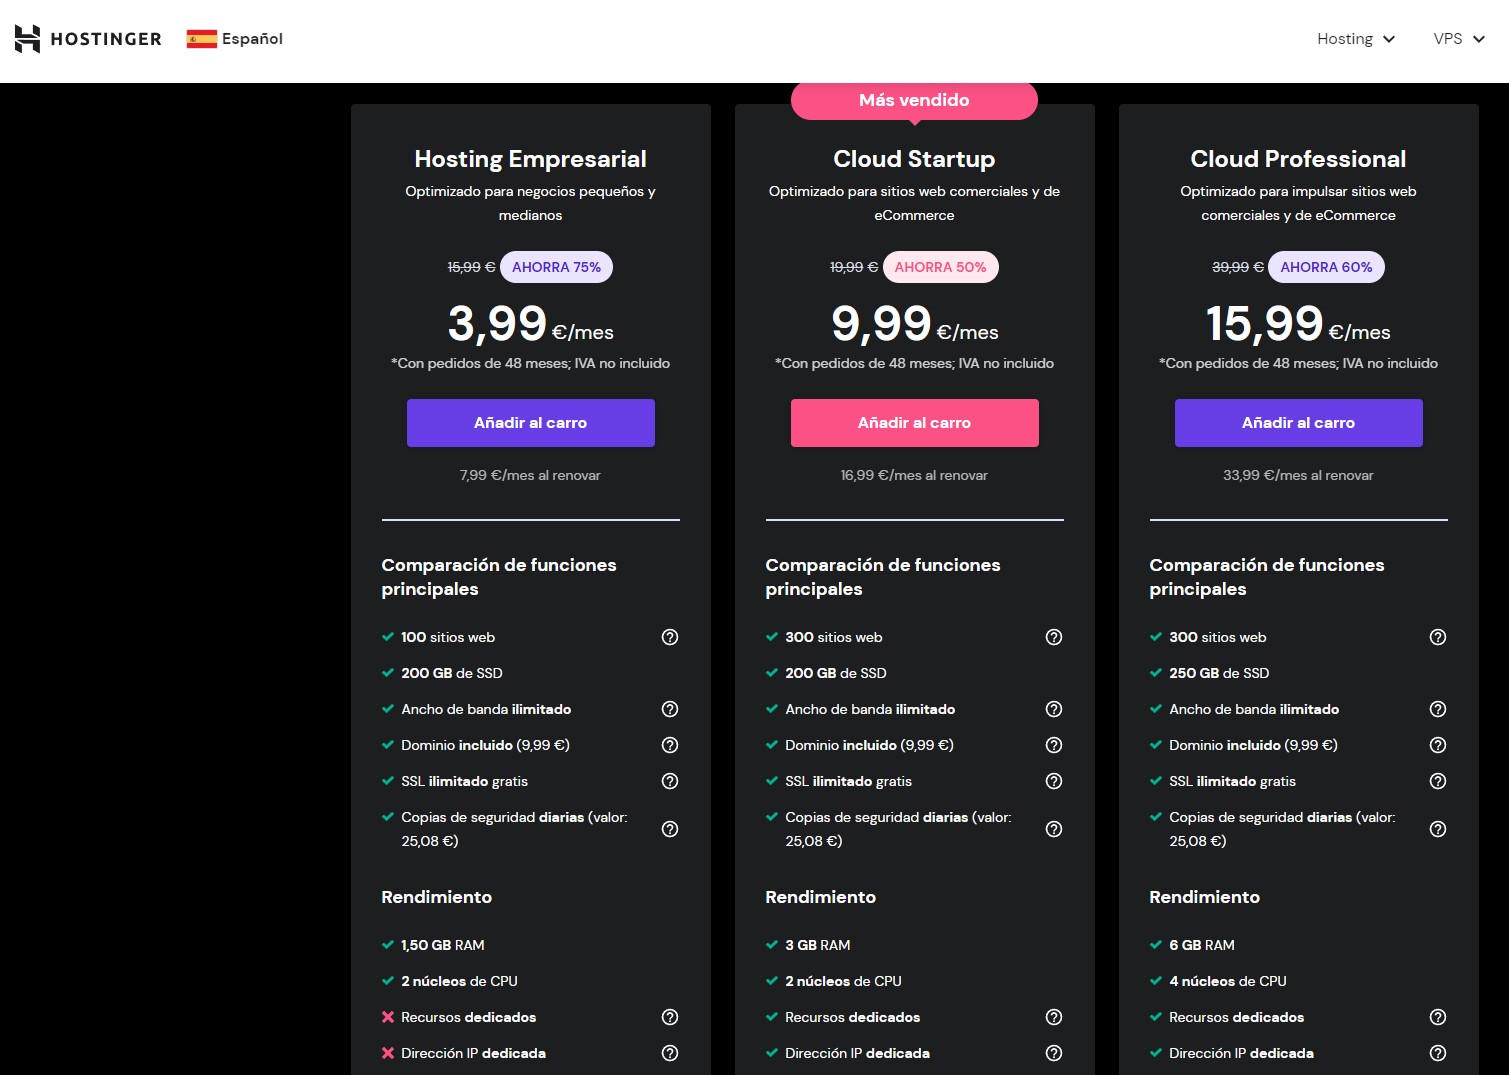 HOSTINGER
Español
Hosting
VPS
Hosting Empresarial
Optimizado para negocios pequeños y
medianos
15,99 €
AHORRA 75%
3,99 €/mes
*Con pedidos de 48 meses; IVA no incluido
Añadir al carro
7,99 €/mes al renovar
Comparación de funciones
principales
100 sitios web
200 GB de SSD
Ancho de banda ilimitado
Dominio incluido (9,99 €)
SSL ilimitado gratis
Copias de seguridad diarias (valor:
25,08 €)
Rendimiento
1,50 GB RAM
2 núcleos de CPU
Recursos dedicados
Dirección IP dedicada
Más vendido
Cloud Startup
Optimizado para sitios web comerciales y de
eCommerce
19,99 €
AHORRA 50%
9,99 €/mes
*Con pedidos de 48 meses; IVA no incluido
Añadir al carro
16,99 €/mes al renovar
Comparación de funciones
principales
300 sitios web
200 GB de SSD
Ancho de banda ilimitado
Dominio incluido (9,99 €)
SSL ilimitado gratis
Copias de seguridad diarias (valor:
25,08 €)
Rendimiento
3 GB RAM
2 núcleos de CPU
Recursos dedicados
Dirección IP dedicada
Cloud Professional
Optimizado para impulsar sitios web
comerciales y de eCommerce
39,99 €
AHORRA 60%
15,99 €/mes
*Con pedidos de 48 meses; IVA no incluido
Añadir al carro
33,99 €/mes al renovar
Comparación de funciones
principales
300 sitios web
250 GB de SSD
Ancho de banda ilimitado
Dominio incluido (9,99 €)
SSL ilimitado gratis
Copias de seguridad diarias (valor:
25,08 €)
Rendimiento
6 GB RAM
4 núcleos de CPU
Recursos dedicados
Dirección IP dedicada